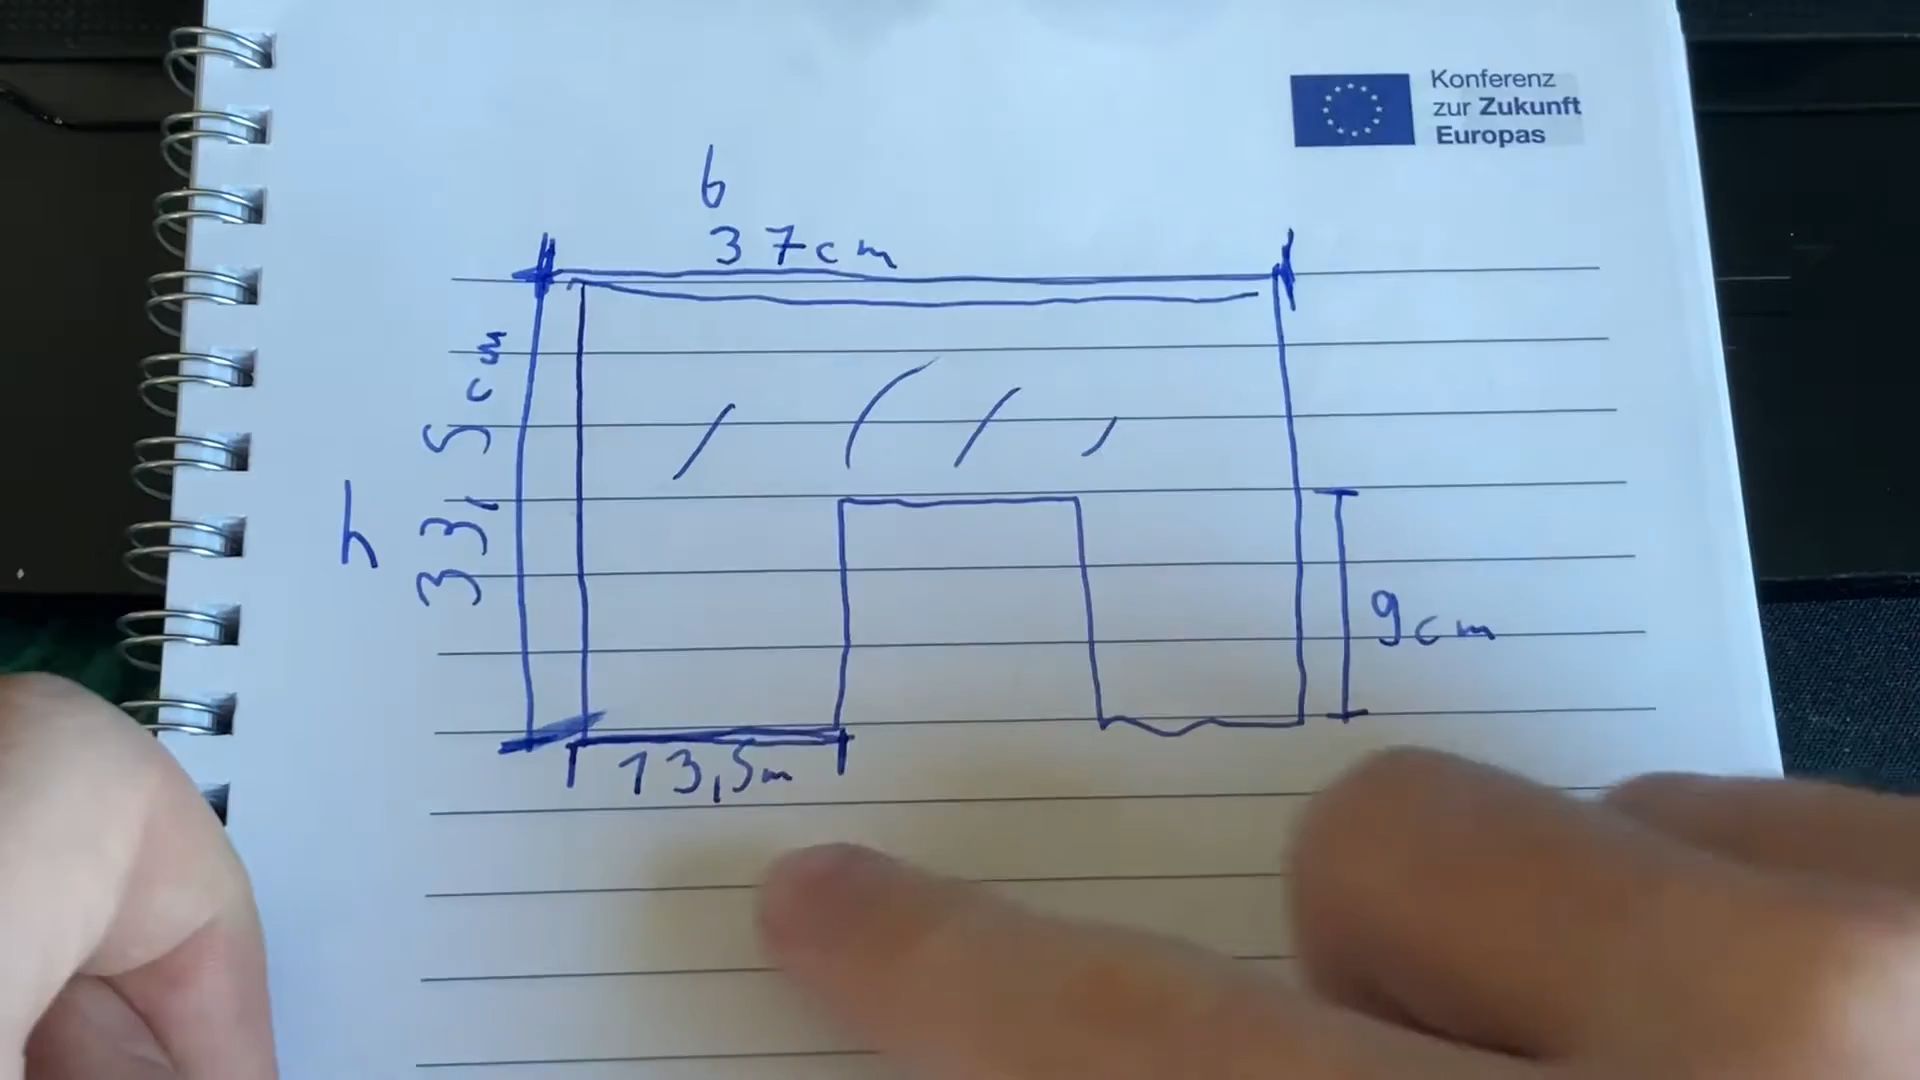 Konferenz
zur Zukunft
Europas
b
37cm
h
33,5cm
9cm
13,5m